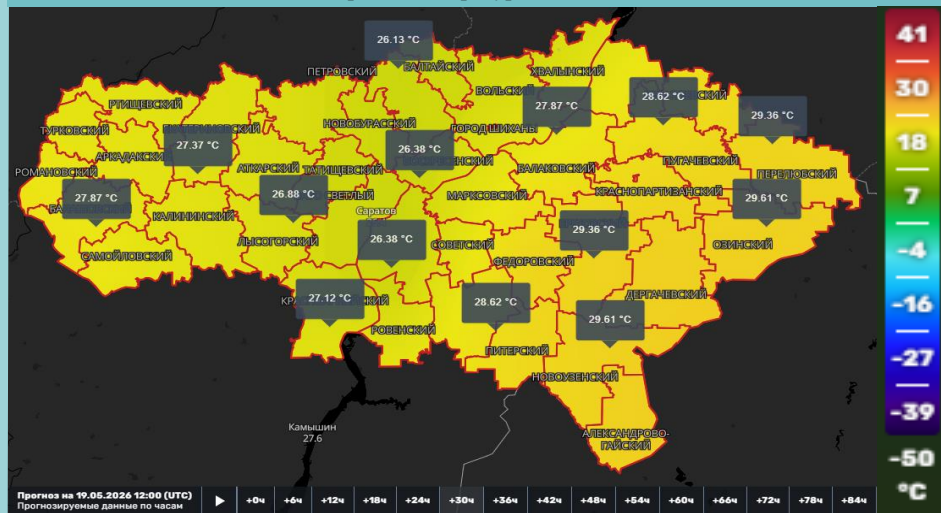 26.13 °C
41
ПЕТРОВСКИЙ
БАЛТАЙСКИЙ
ХВАЛЫНСКИЙ
30
РТИЩЕВСКИЙ
ВОЛЬСКИЙ
27.87 °C
28.62 °C
29.36 °C
ТУРКОВСКИЙ
НОВОБУРАССКИЙ
ГОРОД ШИХАНЫ
18
27.37 °C
26.38 °C
АРКАДАКСКИЙ
АТКАРСКИЙ
ТАТИЩЕВСКИЙ
БАЛАКОВСКИЙ
ПУГАЧЕВСКИЙ
РОМАНОВСКИЙ
ПЕРЕЛЮБСКИЙ
27.87 °C
26.88 °C
СВЕТЛЫЙ
МАРКСОВСКИЙ
КРАСНОПАРТИЗАНСКИЙ
29.61 °C
7
КАЛИНИНСКИЙ
Саратов
26.38 °C
29.36 °C
ЛЫСОГОРСКИЙ
СОВЕТСКИЙ
ОЗИНСКИЙ
-4
САМОЙЛОВСКИЙ
ФЕДОРОВСКИЙ
27.12 °C
28.62 °C
ДЕРГАЧЕВСКИЙ
-16
29.61 °C
РОВЕНСКИЙ
ПИТЕРСКИЙ
-27
НОВОУЗЕНСКИЙ
-39
Камышин
27.6
АЛЕКСАНДРОВО-
ГАЙСКИЙ
-50
°C
Прогноз на 19.05.2026 12:00 (UTC)
Прогнозируемые данные по часам
+0ч +6ч +12ч +18ч +24ч +30ч +36ч +42ч +48ч +54ч +60ч +66ч +72ч +78ч +84ч